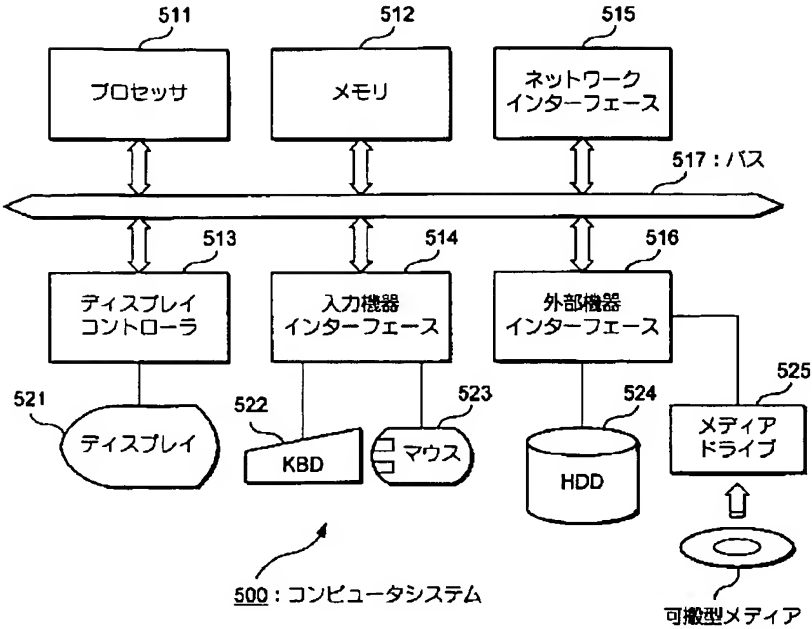 511
512
515
プロセッサ
メモリ
ネットワーク
インターフェース
517：バス
513
514
516
ディスプレイ
コントローラ
入力機器
インターフェース
外部機器
インターフェース
521
522
523
524
525
ディスプレイ
KBD
マウス
HDD
メディア
ドライブ
500：コンピュータシステム
可搬型メディア